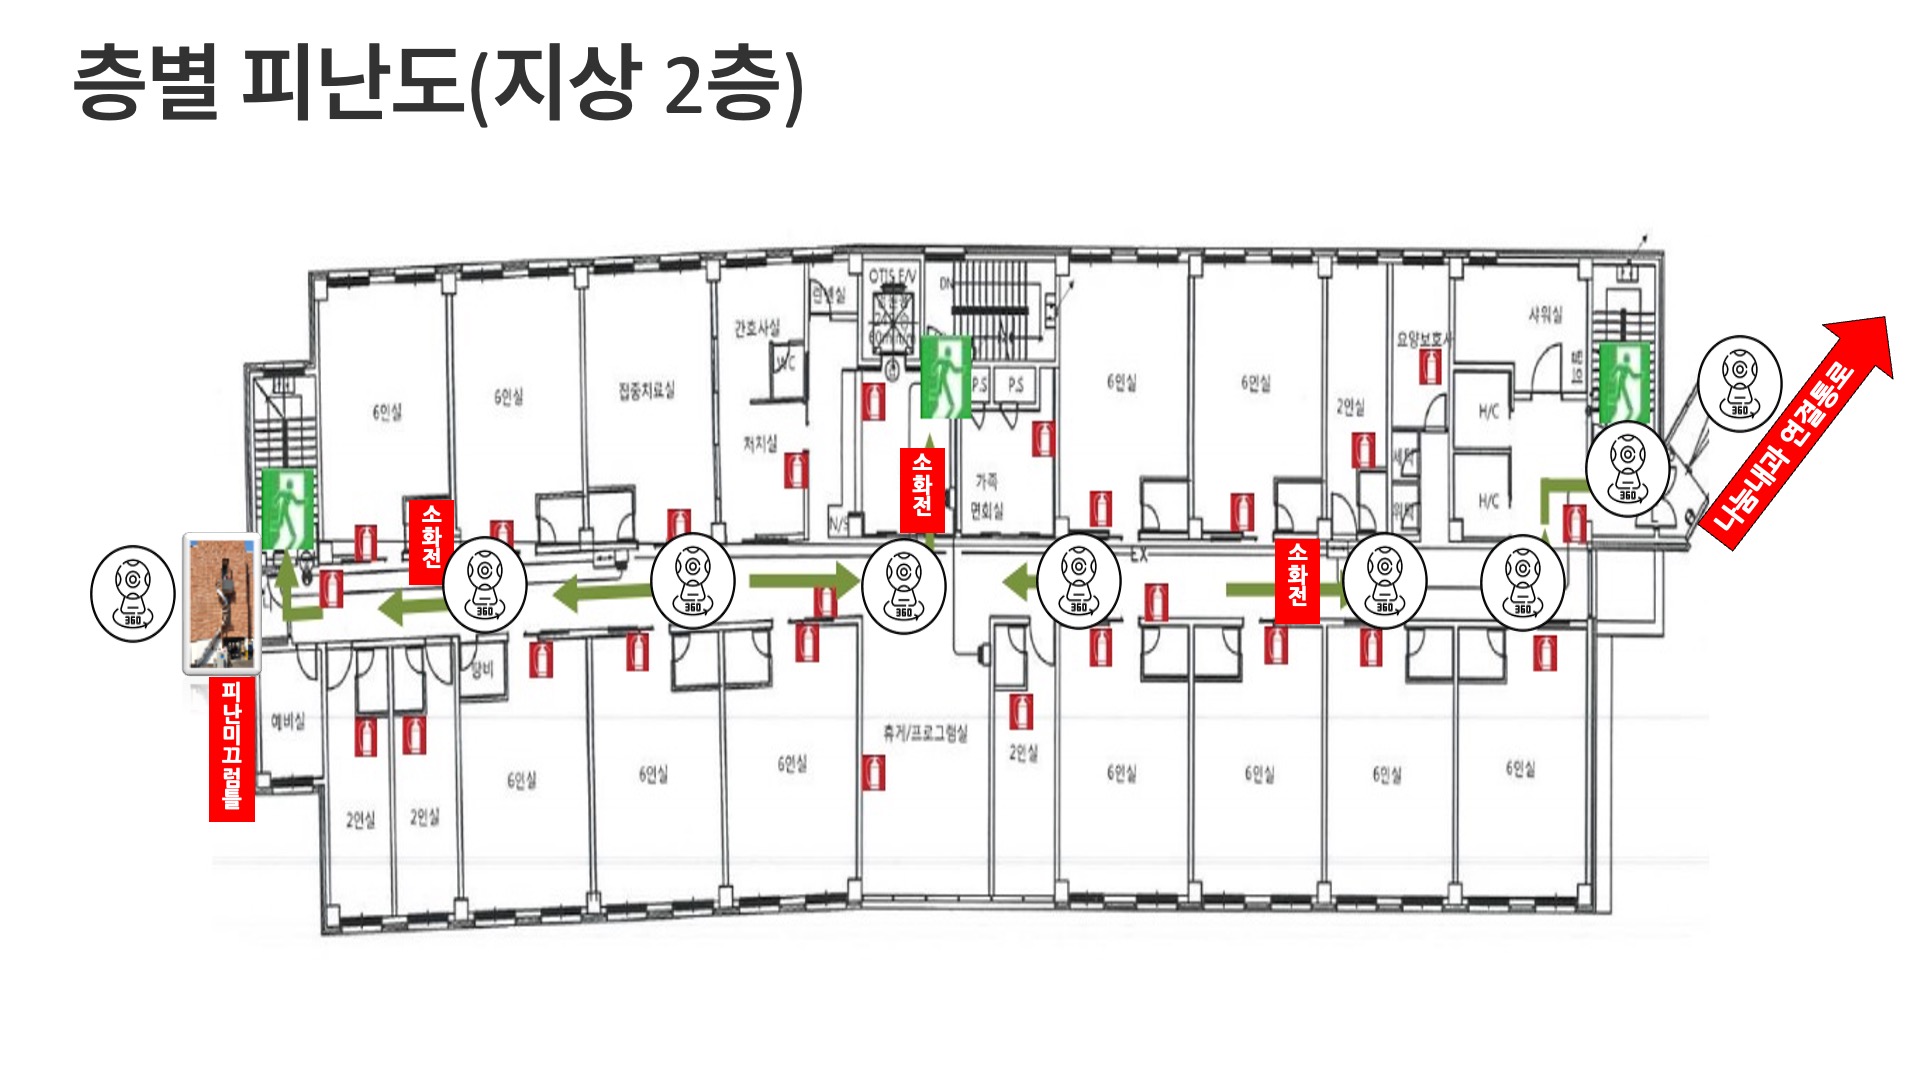 층별 피난도(지상 2층)
OTIS E/V
DN
린넨실
간호사실
WC
샤워실
요양보호사
P.S
P.S
6인실
6인실
집중치료실
6인실
6인실
2인실
H/C
처치실
세탁
가족
면회실
H/C
N/S
소화전
소화전
소화전
EX
360
360
360
360
360
360
360
360
360
360
나눔내과 연결통로
피난미끄럼틀
예비실
휴게/프로그램실
2인실
2인실
2인실
6인실
6인실
6인실
6인실
6인실
6인실
6인실